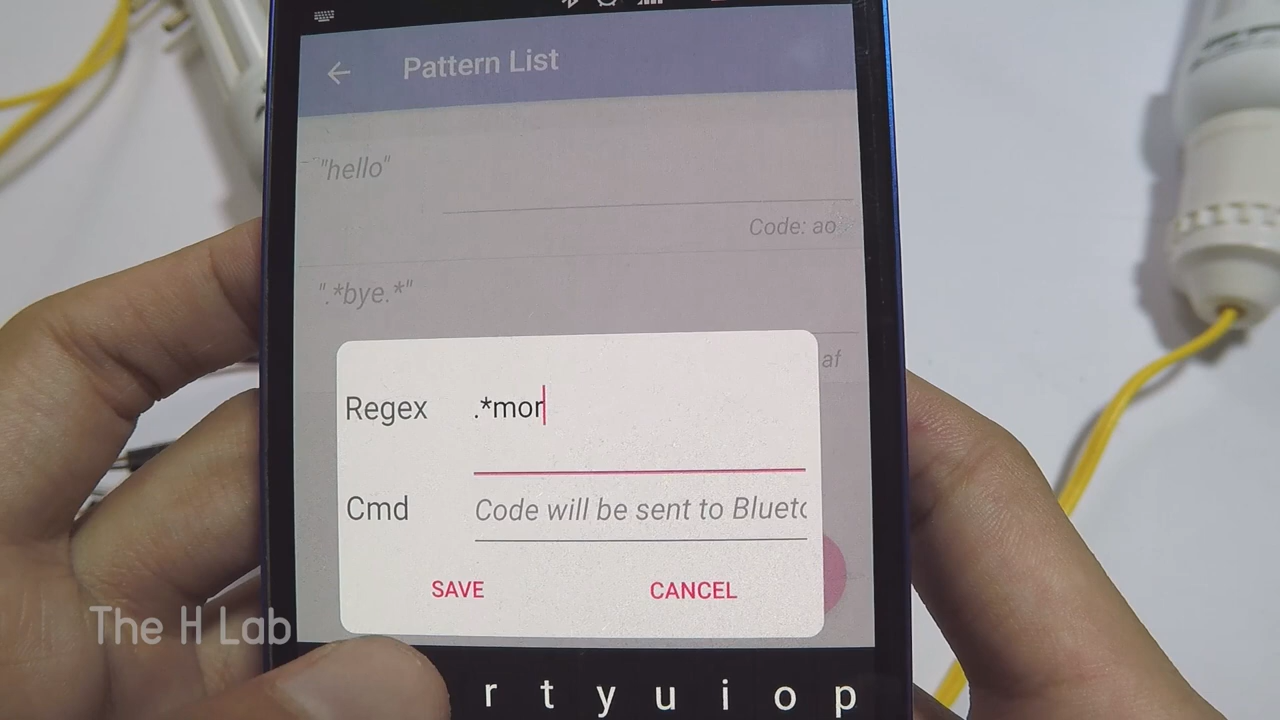 Pattern List
"hello"
Code: ao
".*bye.*"
af
Regex .*mor
Cmd Code will be sent to Bluetc
SAVE CANCEL
The H Lab
r t y u i o p